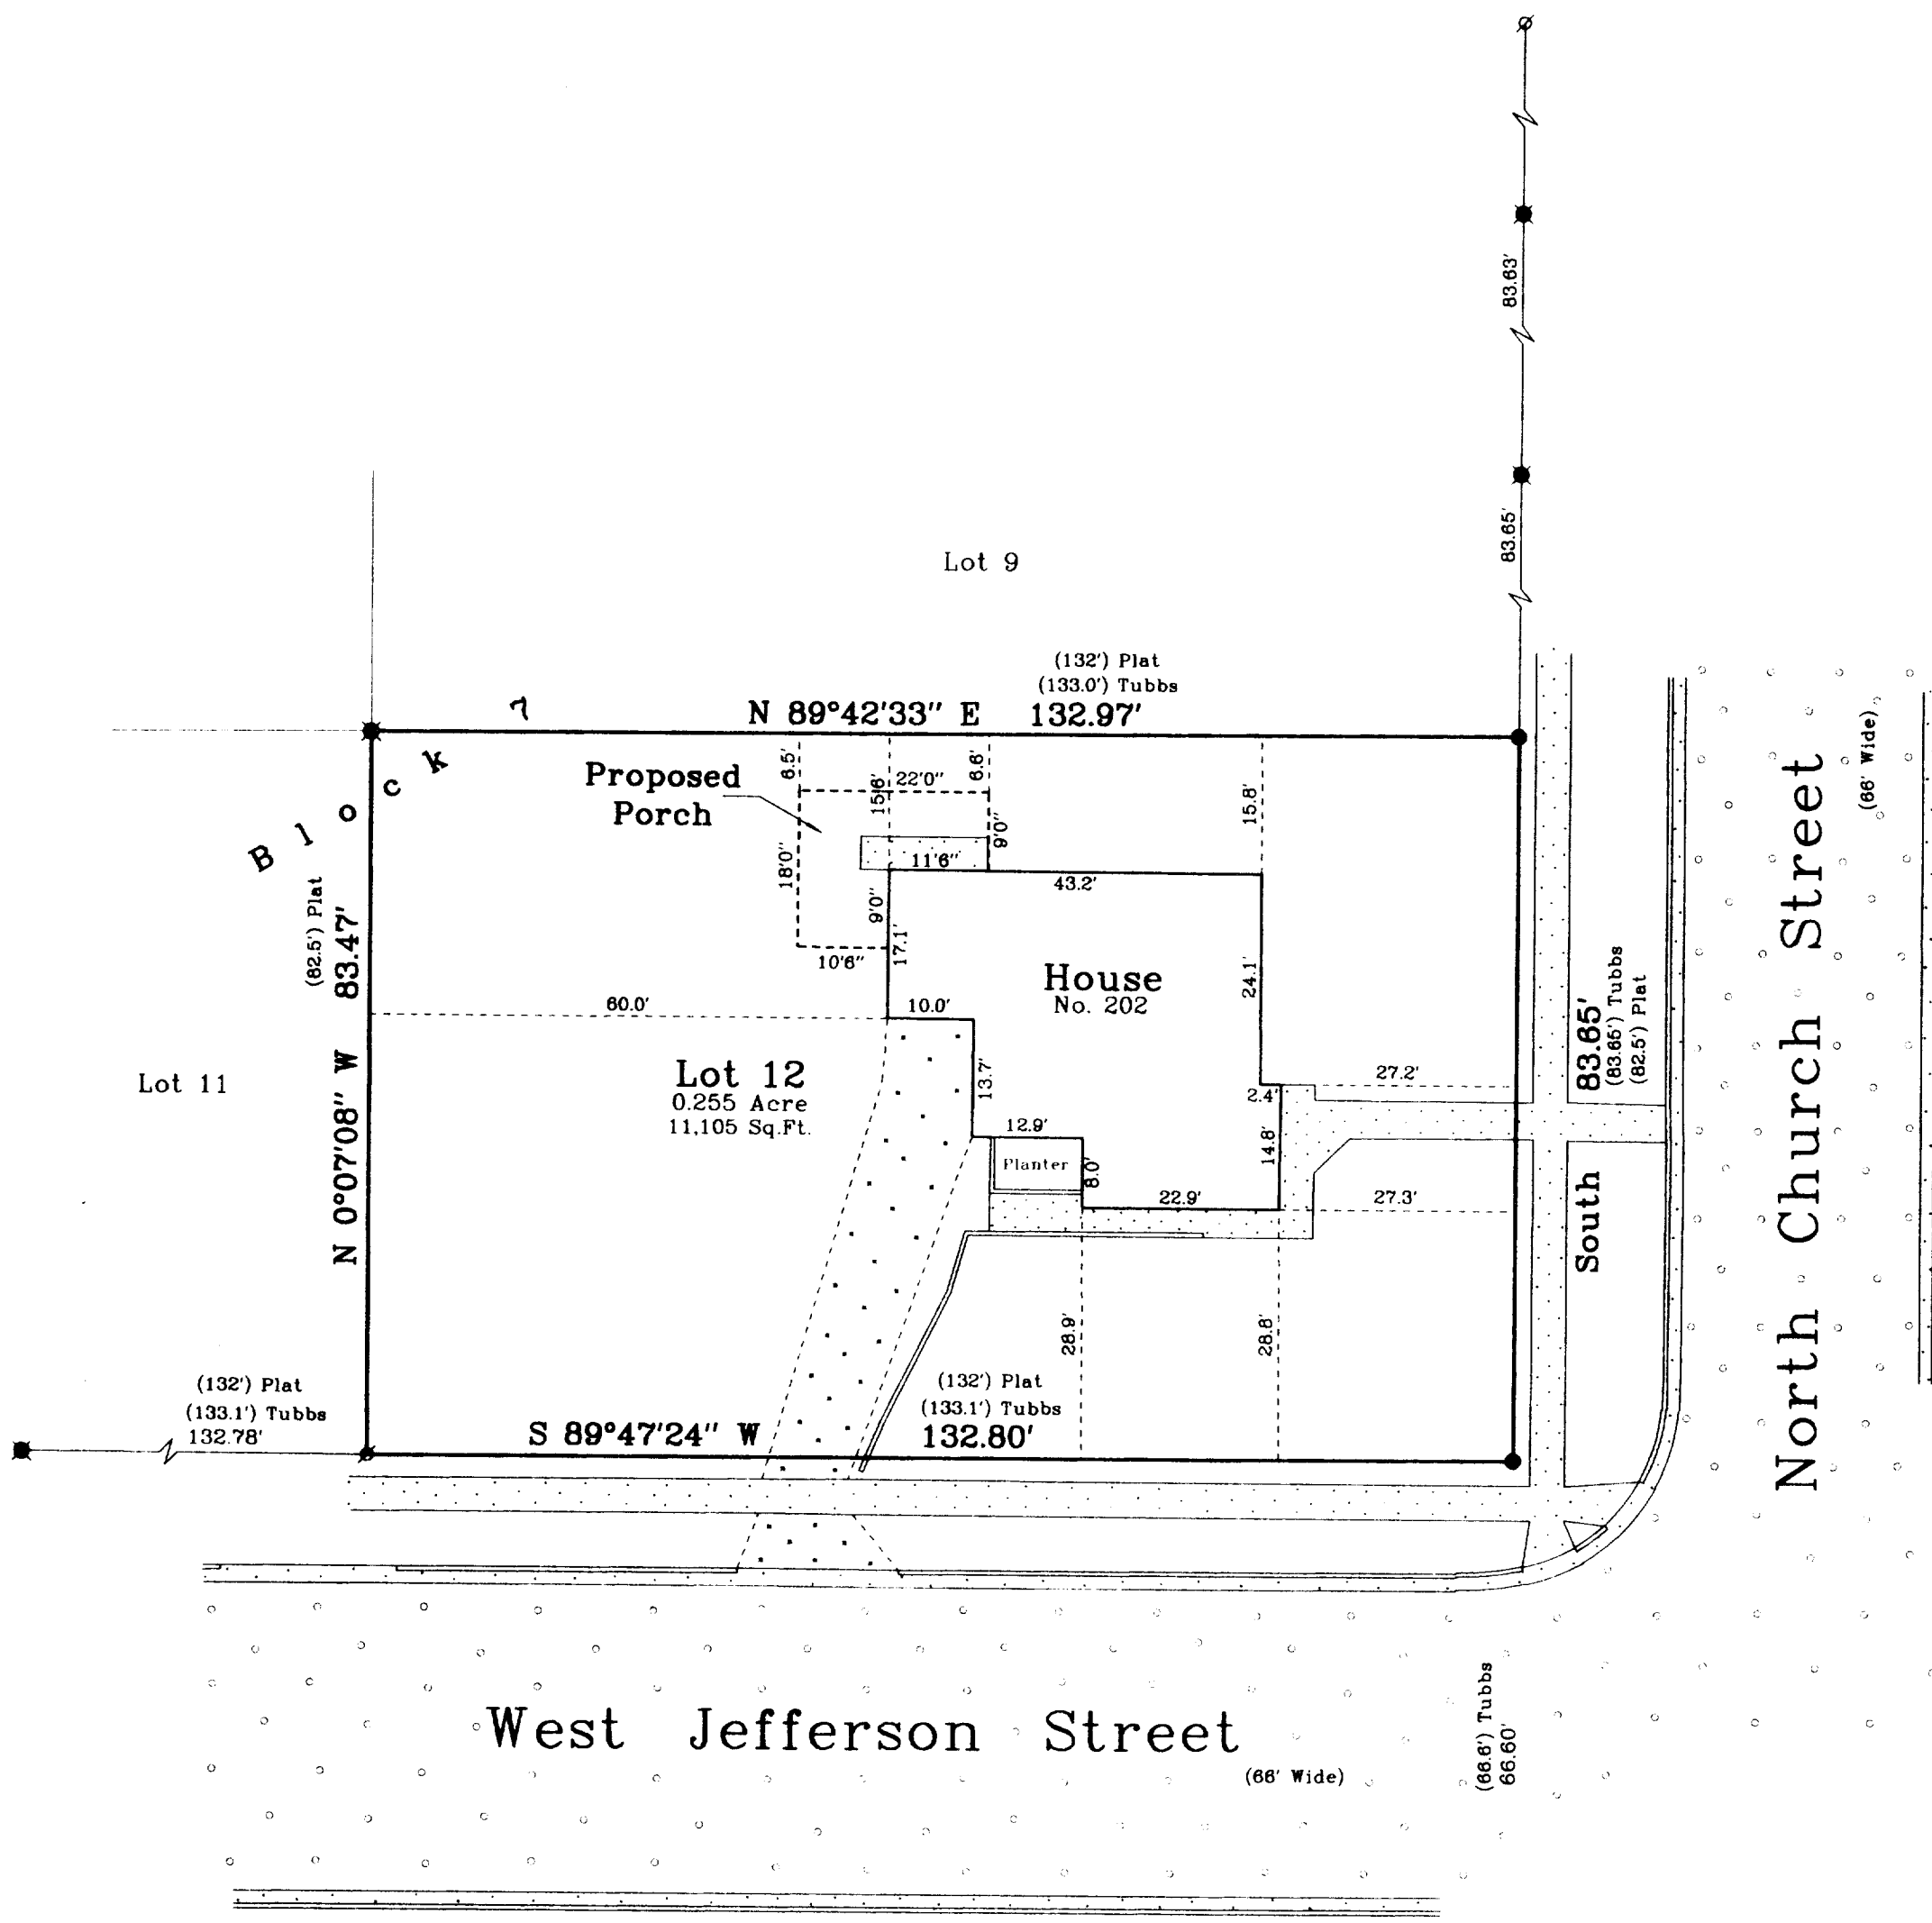 83.63'
83.65'
Lot 9
(132') Plat
(133.0') Tubbs
N 89°42'33" E 132.97'
Block 7
Proposed
Porch
6.5'
15.6'
22'0"
6.6'
15.8'
9'0"
11'6"
18'0"
9'0"
43.2'
17.1'
10'6"
House
No. 202
24.1'
(82.5') Plat
N 0°07'08" W 83.47'
60.0'
10.0'
Lot 11
Lot 12
0.255 Acre
11,105 Sq.Ft.
13.7'
12.9'
Planter
8.0'
2.4'
14.8'
27.2'
22.9'
27.3'
28.9'
28.8'
South 83.65'
(83.65') Tubbs
(82.5') Plat
North Church Street
(66' Wide)
(132') Plat
(133.1') Tubbs
132.78'
(132') Plat
(133.1') Tubbs
S 89°47'24" W 132.80'
West Jefferson Street
(66' Wide)
(66.6') Tubbs
66.60'